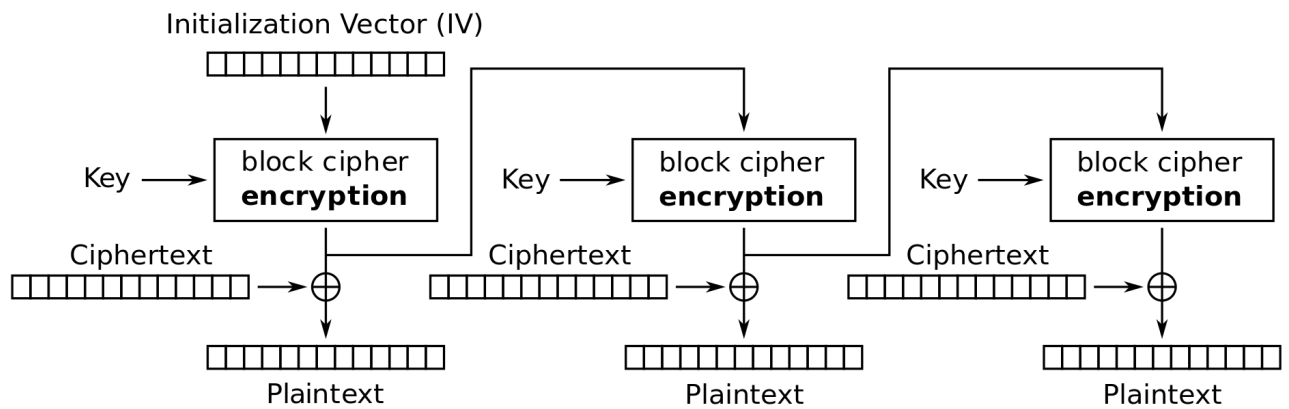 Initialization Vector (IV)
Key
block cipher
encryption
Key
block cipher
encryption
Key
block cipher
encryption
Ciphertext
Ciphertext
Ciphertext
Plaintext
Plaintext
Plaintext